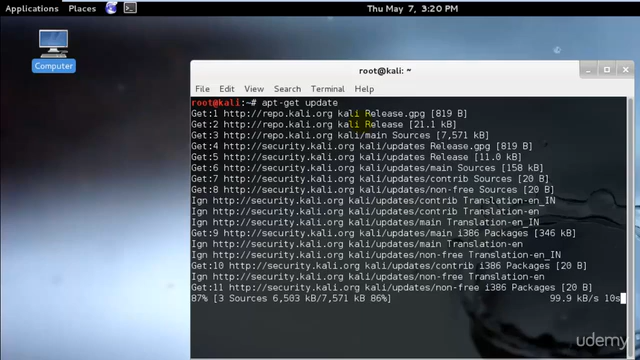 Applications Places Thu May 7, 3:20 PM
Computer
root@kali: ~
File Edit View Search Terminal Help
root@kali:~# apt-get update
Get:1 http://repo.kali.org kali Release.gpg [819 B]
Get:2 http://repo.kali.org kali Release [21.1 kB]
Get:3 http://repo.kali.org kali/main Sources [7,571 kB]
Get:4 http://security.kali.org kali/updates Release.gpg [819 B]
Get:5 http://security.kali.org kali/updates Release [11.0 kB]
Get:6 http://security.kali.org kali/updates/main Sources [158 kB]
Get:7 http://security.kali.org kali/updates/contrib Sources [20 B]
Get:8 http://security.kali.org kali/updates/non-free Sources [20 B]
Ign http://security.kali.org kali/updates/contrib Translation-en_IN
Ign http://security.kali.org kali/updates/contrib Translation-en
Ign http://security.kali.org kali/updates/main Translation-en_IN
Get:9 http://security.kali.org kali/updates/main i386 Packages [346 kB]
Ign http://security.kali.org kali/updates/main Translation-en
Ign http://security.kali.org kali/updates/non-free Translation-en_IN
Get:10 http://security.kali.org kali/updates/contrib i386 Packages [20 B]
Ign http://security.kali.org kali/updates/non-free Translation-en
Get:11 http://security.kali.org kali/updates/non-free i386 Packages [20 B]
87% [3 Sources 6,503 kB/7,571 kB 86%] 99.9 kB/s 10s
udemy